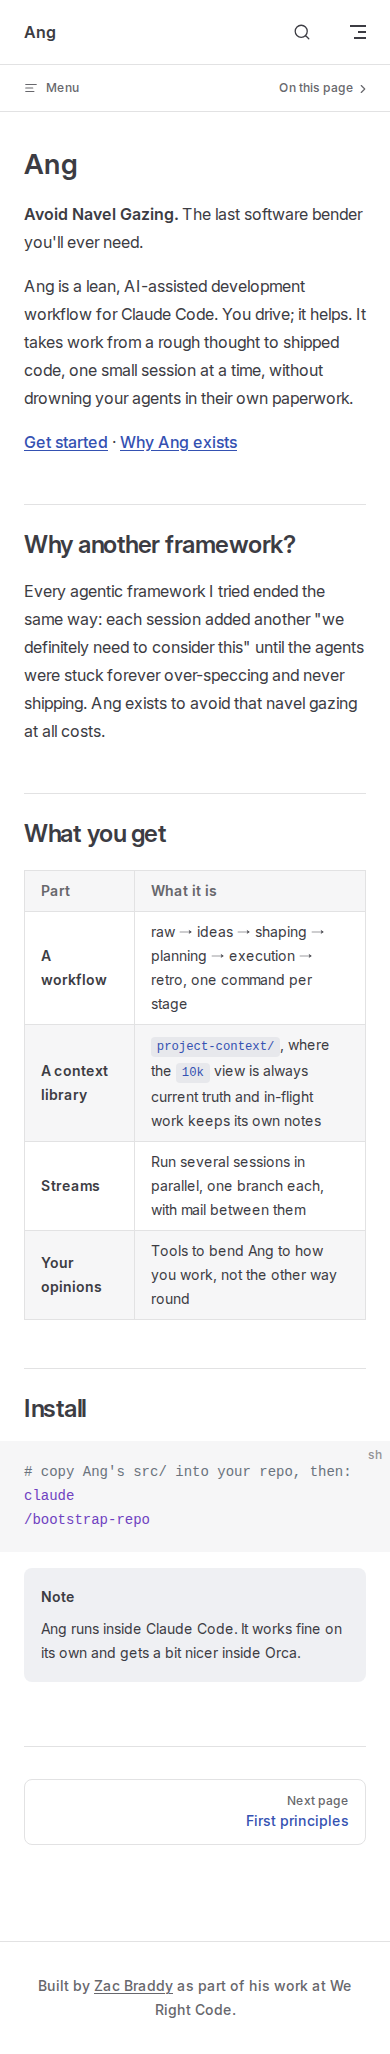 Ang
Menu
On this page
Ang
Avoid Navel Gazing. The last software bender
you'll ever need.
Ang is a lean, AI-assisted development
workflow for Claude Code. You drive; it helps. It
takes work from a rough thought to shipped
code, one small session at a time, without
drowning your agents in their own paperwork.
Get started · Why Ang exists
Why another framework?
Every agentic framework I tried ended the
same way: each session added another "we
definitely need to consider this" until the agents
were stuck forever over-speccing and never
shipping. Ang exists to avoid that navel gazing
at all costs.
What you get
Part
What it is
A
workflow
raw → ideas → shaping →
planning → execution →
retro, one command per
stage
A context
library
project-context/, where
the 10k view is always
current truth and in-flight
work keeps its own notes
Streams
Run several sessions in
parallel, one branch each,
with mail between them
Your
opinions
Tools to bend Ang to how
you work, not the other way
round
Install
sh
# copy Ang's src/ into your repo, then:
claude
/bootstrap-repo
Note
Ang runs inside Claude Code. It works fine on
its own and gets a bit nicer inside Orca.
Next page
First principles
Built by Zac Braddy as part of his work at We
Right Code.